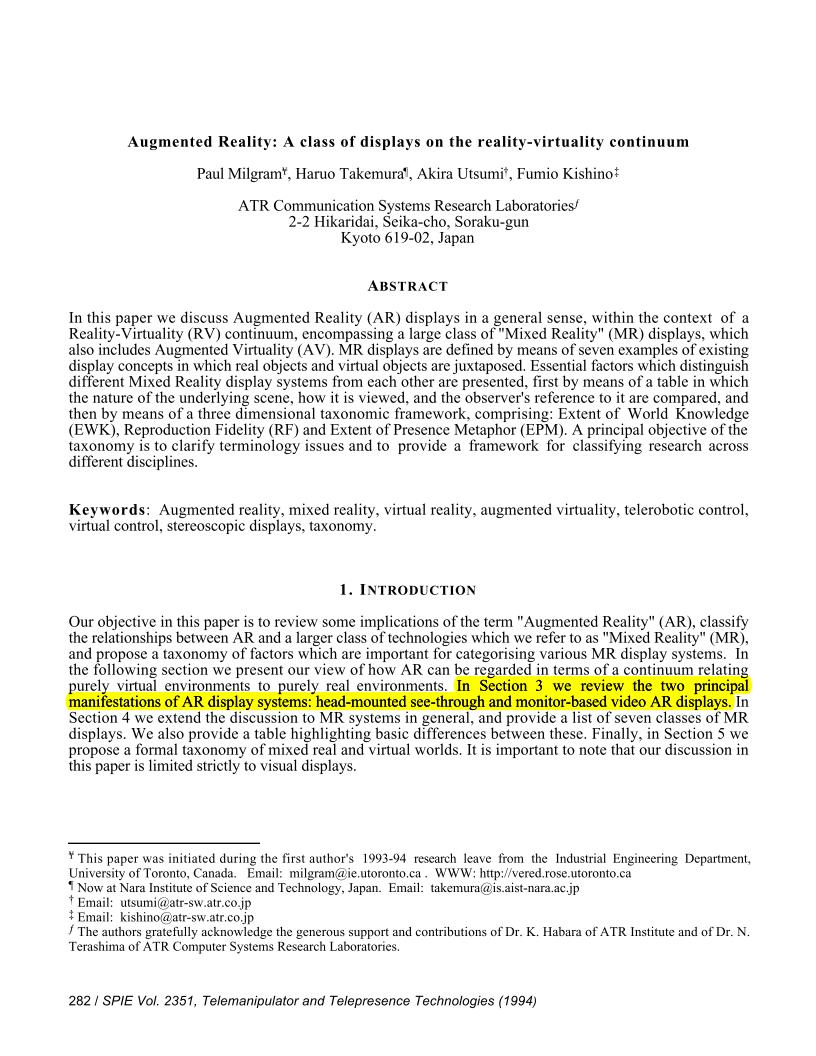 Augmented Reality: A class of displays on the reality-virtuality continuum
Paul Milgram¥, Haruo Takemura¶, Akira Utsumi†, Fumio Kishino‡
ATR Communication Systems Research Laboratories ƒ
2-2 Hikaridai, Seika-cho, Soraku-gun
Kyoto 619-02, Japan
ABSTRACT
In this paper we discuss Augmented Reality (AR) displays in a general sense, within the context of a
Reality-Virtuality (RV) continuum, encompassing a large class of "Mixed Reality" (MR) displays, which
also includes Augmented Virtuality (AV). MR displays are defined by means of seven examples of existing
display concepts in which real objects and virtual objects are juxtaposed. Essential factors which distinguish
different Mixed Reality display systems from each other are presented, first by means of a table in which
the nature of the underlying scene, how it is viewed, and the observer's reference to it are compared, and
then by means of a three dimensional taxonomic framework, comprising: Extent of World Knowledge
(EWK), Reproduction Fidelity (RF) and Extent of Presence Metaphor (EPM). A principal objective of the
taxonomy is to clarify terminology issues and to provide a framework for classifying research across
different disciplines.
Keywords: Augmented reality, mixed reality, virtual reality, augmented virtuality, telerobotic control,
virtual control, stereoscopic displays, taxonomy.
1. INTRODUCTION
Our objective in this paper is to review some implications of the term "Augmented Reality" (AR), classify
the relationships between AR and a larger class of technologies which we refer to as "Mixed Reality" (MR),
and propose a taxonomy of factors which are important for categorising various MR display systems. In
the following section we present our view of how AR can be regarded in terms of a continuum relating
purely virtual environments to purely real environments. In Section 3 we review the two principal
manifestations of AR display systems: head-mounted see-through and monitor-based video AR displays. In
Section 4 we extend the discussion to MR systems in general, and provide a list of seven classes of MR
displays. We also provide a table highlighting basic differences between these. Finally, in Section 5 we
propose a formal taxonomy of mixed real and virtual worlds. It is important to note that our discussion in
this paper is limited strictly to visual displays.
¥ This paper was initiated during the first author's 1993-94 research leave from the Industrial Engineering Department,
University of Toronto, Canada. Email: milgram@ie.utoronto.ca . WWW: http://vered.rose.utoronto.ca
¶ Now at Nara Institute of Science and Technology, Japan. Email: takemura@is.aist-nara.ac.jp
† Email: utsumi@atr-sw.atr.co.jp
‡ Email: kishino@atr-sw.atr.co.jp
ƒ The authors gratefully acknowledge the generous support and contributions of Dr. K. Habara of ATR Institute and of Dr. N.
Terashima of ATR Computer Systems Research Laboratories.
282 / SPIE Vol. 2351, Telemanipulator and Telepresence Technologies (1994)